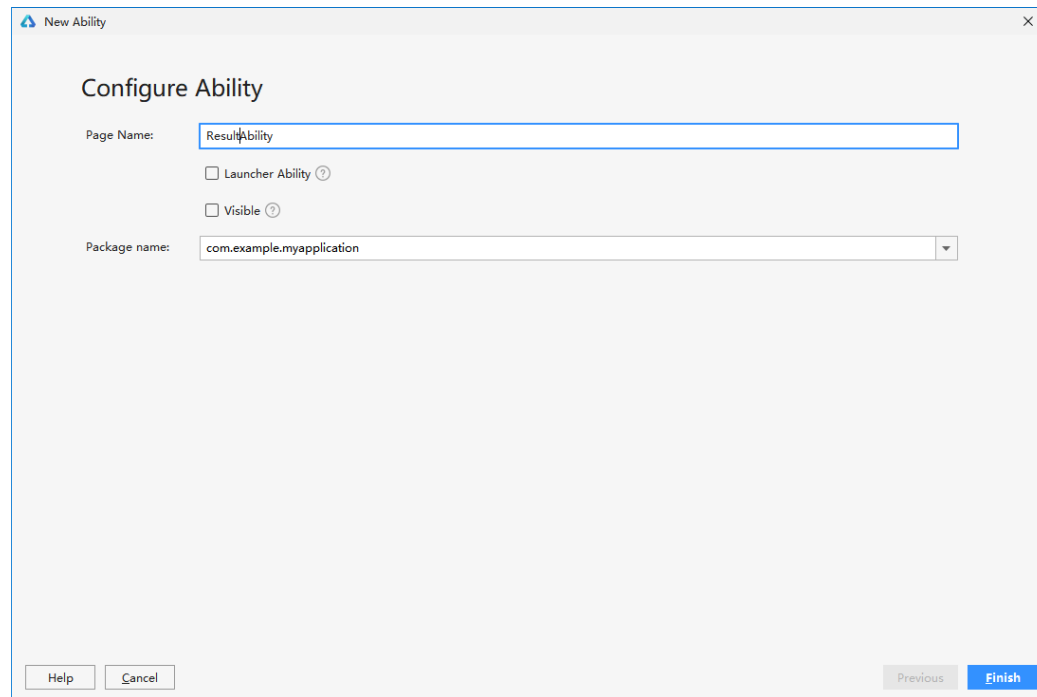 New Ability
Configure Ability
Page Name:
ResultAbility
Launcher Ability ?
Visible ?
Package name:
com.example.myapplication
Help
Cancel
Previous
Finish